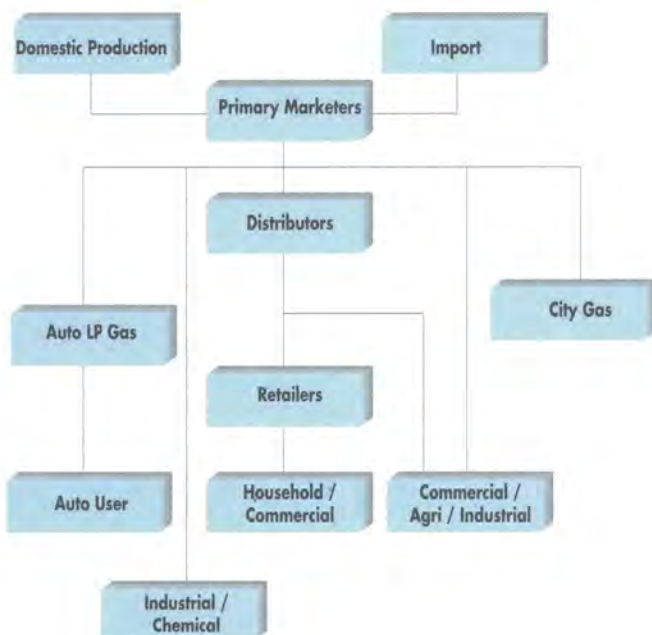 Domestic Production
Import
Primary Marketers
Distributors
City Gas
Auto LP Gas
Retailers
Auto User
Household /
Commercial
Commercial /
Agri / Industrial
Industrial /
Chemical